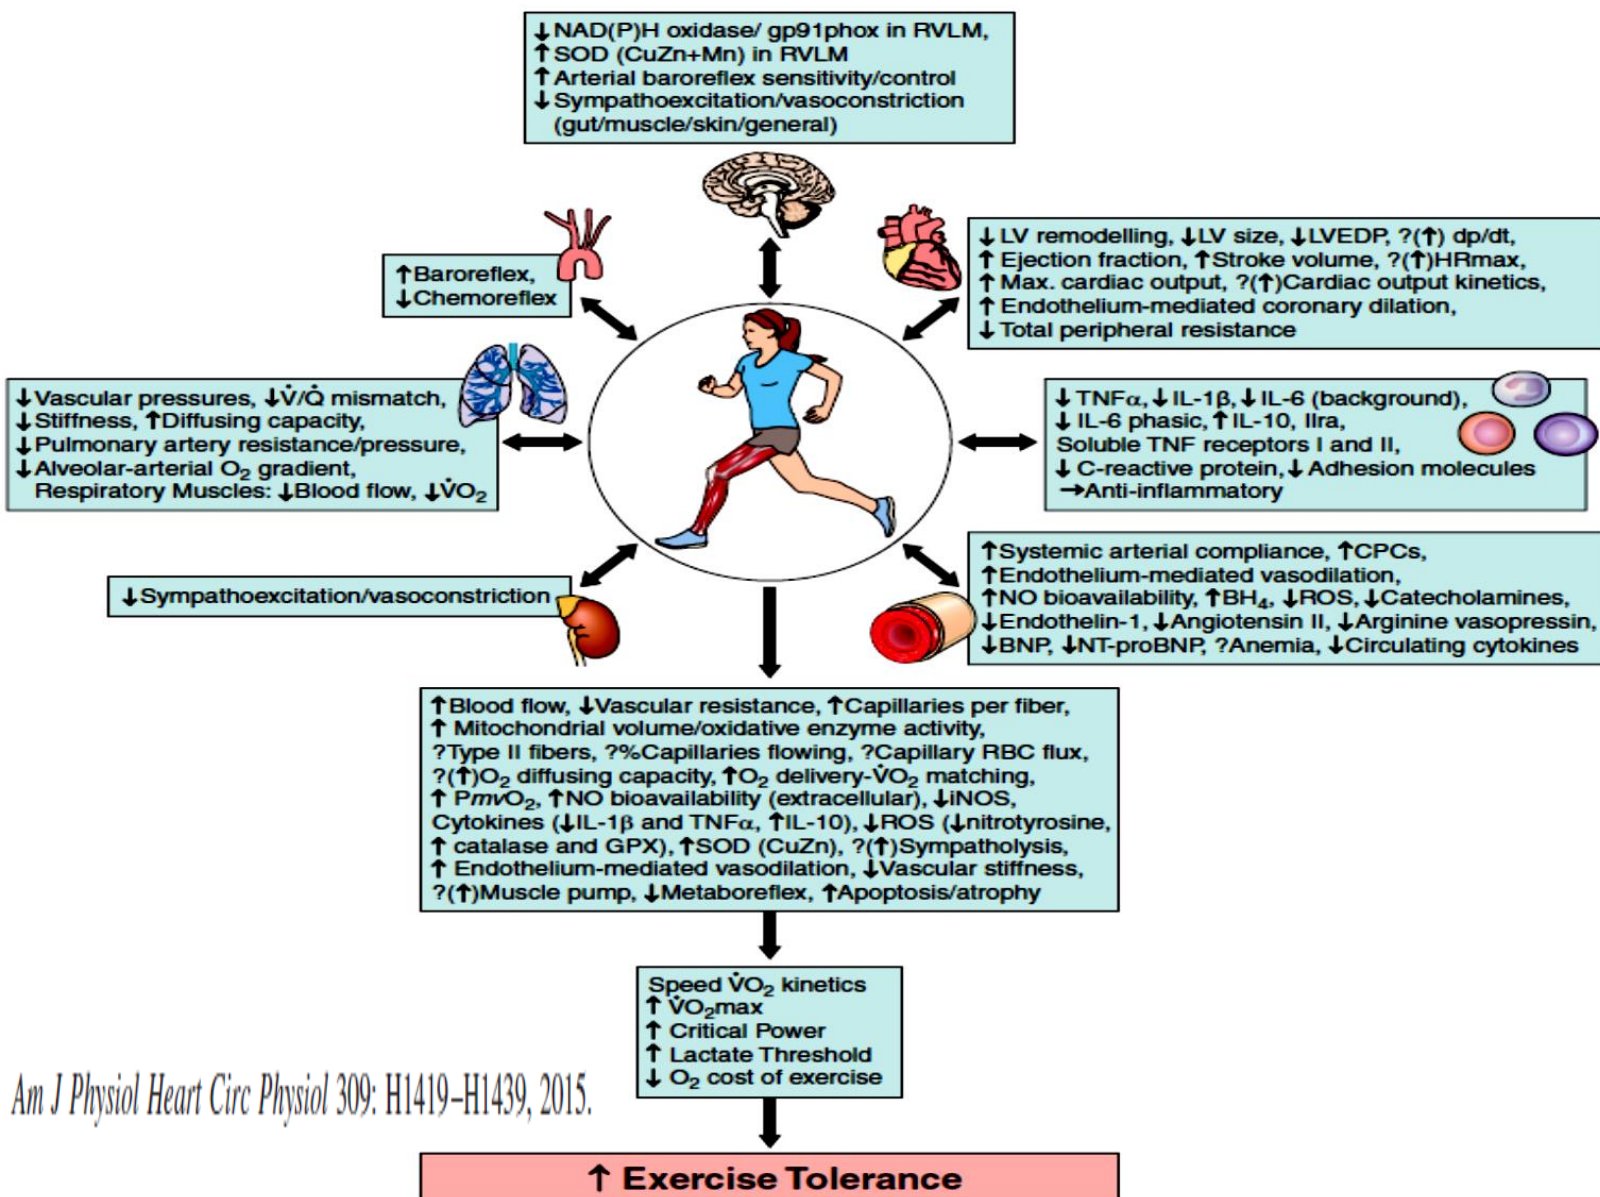 ↓NAD(P)H oxidase/ gp91phox in RVLM,
↑SOD (CuZn+Mn) in RVLM
↑Arterial baroreflex sensitivity/control
↓Sympathoexcitation/vasoconstriction
(gut/muscle/skin/general)
↑Baroreflex,
↓Chemoreflex
↓LV remodelling, ↓LV size, ↓LVEDP, ?(↑) dp/dt,
↑ Ejection fraction, ↑Stroke volume, ?(↑)HRmax,
↑ Max. cardiac output, ?(↑)Cardiac output kinetics,
↑ Endothelium-mediated coronary dilation,
↓ Total peripheral resistance
↓Vascular pressures, ↓V̇/Q̇ mismatch,
↓Stiffness, ↑Diffusing capacity,
↓Pulmonary artery resistance/pressure,
↓Alveolar-arterial O₂ gradient,
Respiratory Muscles: ↓Blood flow, ↓V̇O₂
↓ TNFα, ↓ IL-1β, ↓ IL-6 (background),
↓ IL-6 phasic, ↑ IL-10, Ilra,
Soluble TNF receptors I and II,
↓ C-reactive protein, ↓ Adhesion molecules
→Anti-inflammatory
↓Sympathoexcitation/vasoconstriction
↑Systemic arterial compliance, ↑CPCs,
↑Endothelium-mediated vasodilation,
↑NO bioavailability, ↑BH₄, ↓ROS, ↓Catecholamines,
↓Endothelin-1, ↓Angiotensin II, ↓Arginine vasopressin,
↓BNP, ↓NT-proBNP, ?Anemia, ↓Circulating cytokines
↑Blood flow, ↓Vascular resistance, ↑Capillaries per fiber,
↑ Mitochondrial volume/oxidative enzyme activity,
?Type II fibers, ?%Capillaries flowing, ?Capillary RBC flux,
?(↑)O₂ diffusing capacity, ↑O₂ delivery-V̇O₂ matching,
↑ PmvO₂, ↑NO bioavailability (extracellular), ↓iNOS,
Cytokines (↓IL-1β and TNFα, ↑IL-10), ↓ROS (↓nitrotyrosine,
↑ catalase and GPX), ↑SOD (CuZn), ?(↑)Sympatholysis,
↑ Endothelium-mediated vasodilation, ↓Vascular stiffness,
?(↑)Muscle pump, ↓Metaboreflex, ↑Apoptosis/atrophy
Speed V̇O₂ kinetics
↑ V̇O₂max
↑ Critical Power
↑ Lactate Threshold
↓ O₂ cost of exercise
Am J Physiol Heart Circ Physiol 309: H1419–H1439, 2015.
↑ Exercise Tolerance